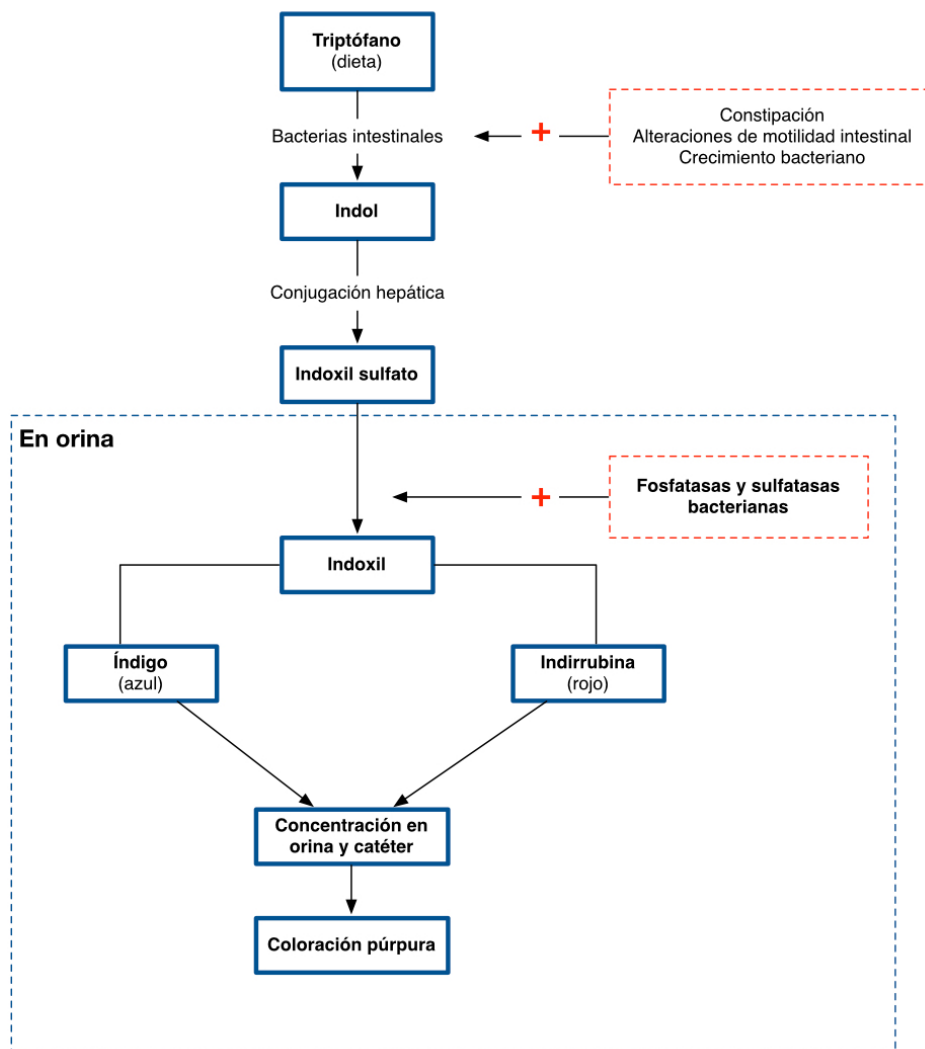 Triptófano
(dieta)
Bacterias intestinales
+
Constipación
Alteraciones de motilidad intestinal
Crecimiento bacteriano
Indol
Conjugación hepática
Indoxil sulfato
En orina
+
Fosfatasas y sulfatasas
bacterianas
Indoxil
Índigo
(azul)
Indirrubina
(rojo)
Concentración en
orina y catéter
Coloración púrpura